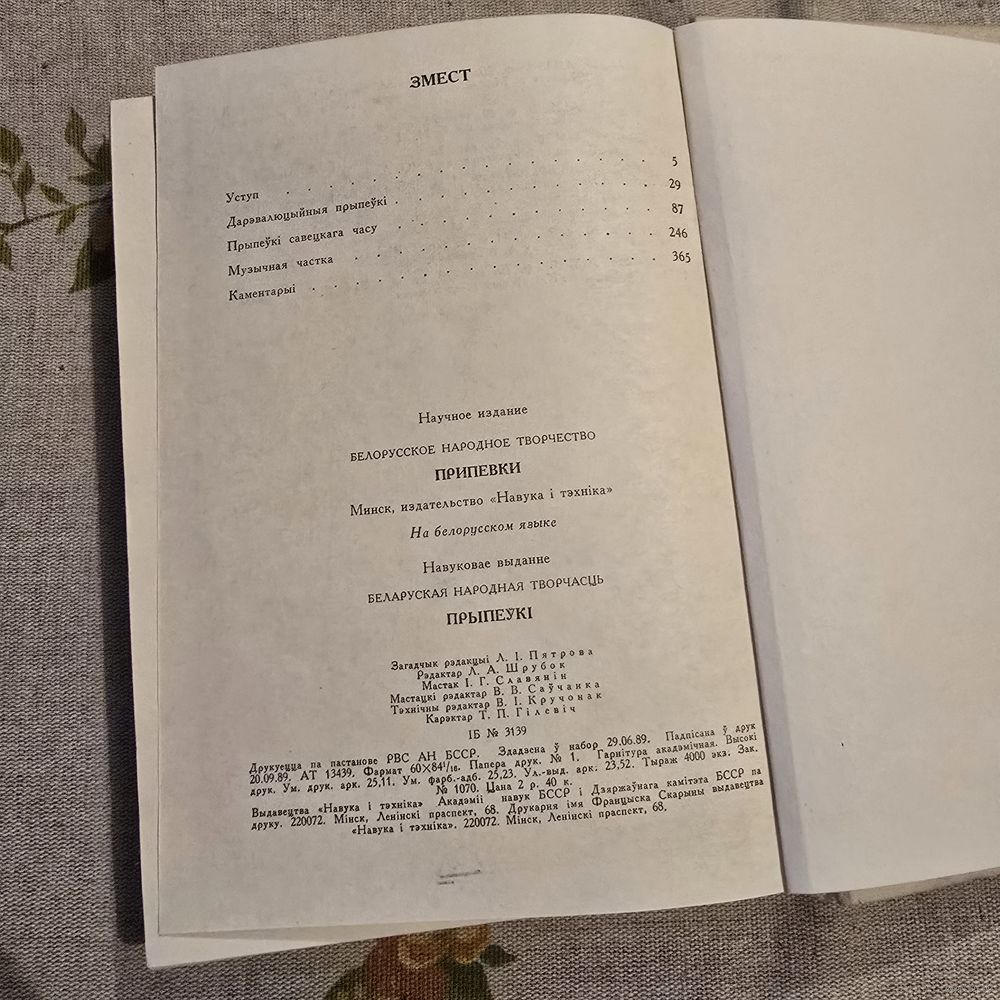 ЗМЕСТ
Уступ . . . . . . . . . . . . . 5
Дарэвалюцыйныя прыпеўкі . . . . . . . . . 29
Прыпеўкі савецкага часу . . . . . . . . . 87
Музычная частка . . . . . . . . . . . 246
Каментарыі . . . . . . . . . . . . 365
Научное издание
БЕЛОРУССКОЕ НАРОДНОЕ ТВОРЧЕСТВО
ПРИПЕВКИ
Минск, издательство «Навука і тэхніка»
На белорусском языке
Навуковае выданне
БЕЛАРУСКАЯ НАРОДНАЯ ТВОРЧАСЦЬ
ПРЫПЕЎКІ
Загадчык рэдакцыі Л. І. Пятрова
Рэдактар Л. А. Шрубок
Мастак І. Г. Славянін
Мастацкі рэдактар В. В. Саўчанка
Тэхнічны рэдактар В. І. Кручонак
Карэктар Т. П. Гілевіч
ІБ № 3139
Друкуецца па пастанове РВС АН БССР. Здадзена ў набор 29.06.89. Падпісана ў друк
20.09.89. АТ 13439. Фармат 60×84¹/₁₆. Папера друк. № 1. Гарнітура акадэмічная. Высокі
друк. Ум. друк. арк. 25,11. Ум. фарб.-адб. 25,23. Ул.-выд. арк. 23,52. Тыраж 4000 экз. Зак.
№ 1070. Цана 2 р. 40 к.
Выдавецтва «Навука і тэхніка» Акадэміі навук БССР і Дзяржаўнага камітэта БССР па
друку. 220072. Мінск, Ленінскі праспект, 68. Друкарня імя Францыска Скарыны выдавецтва
«Навука і тэхніка». 220072. Мінск, Ленінскі праспект, 68.